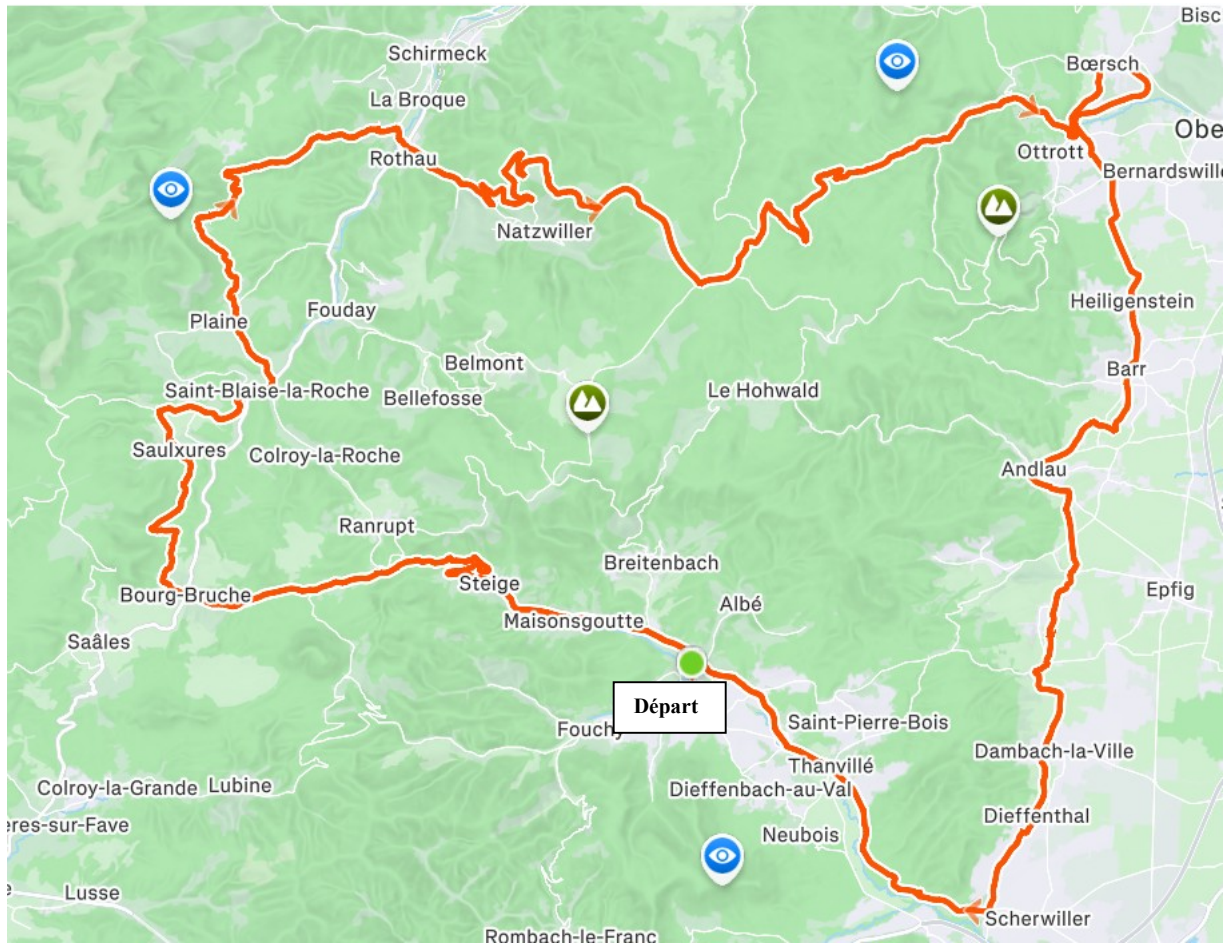 Bisc
Schirmeck
Bœrsch
La Broque
Obe
Rothau
Ottrott
Bernardswille
Natzwiller
Heiligenstein
Fouday
Plaine
Belmont
Barr
Saint-Blaise-la-Roche
Le Hohwald
Bellefosse
Saulxures
Colroy-la-Roche
Andlau
Ranrupt
Breitenbach
Steige
Epfig
Bourg-Bruche
Albé
Maisonsgoutte
Saâles
Départ
Fouchy
Saint-Pierre-Bois
Dambach-la-Ville
Thanvillé
Colroy-la-Grande
Lubine
Dieffenbach-au-Val
Dieffenthal
eres-sur-Fave
Neubois
Lusse
Scherwiller
Rombach-le-Franc